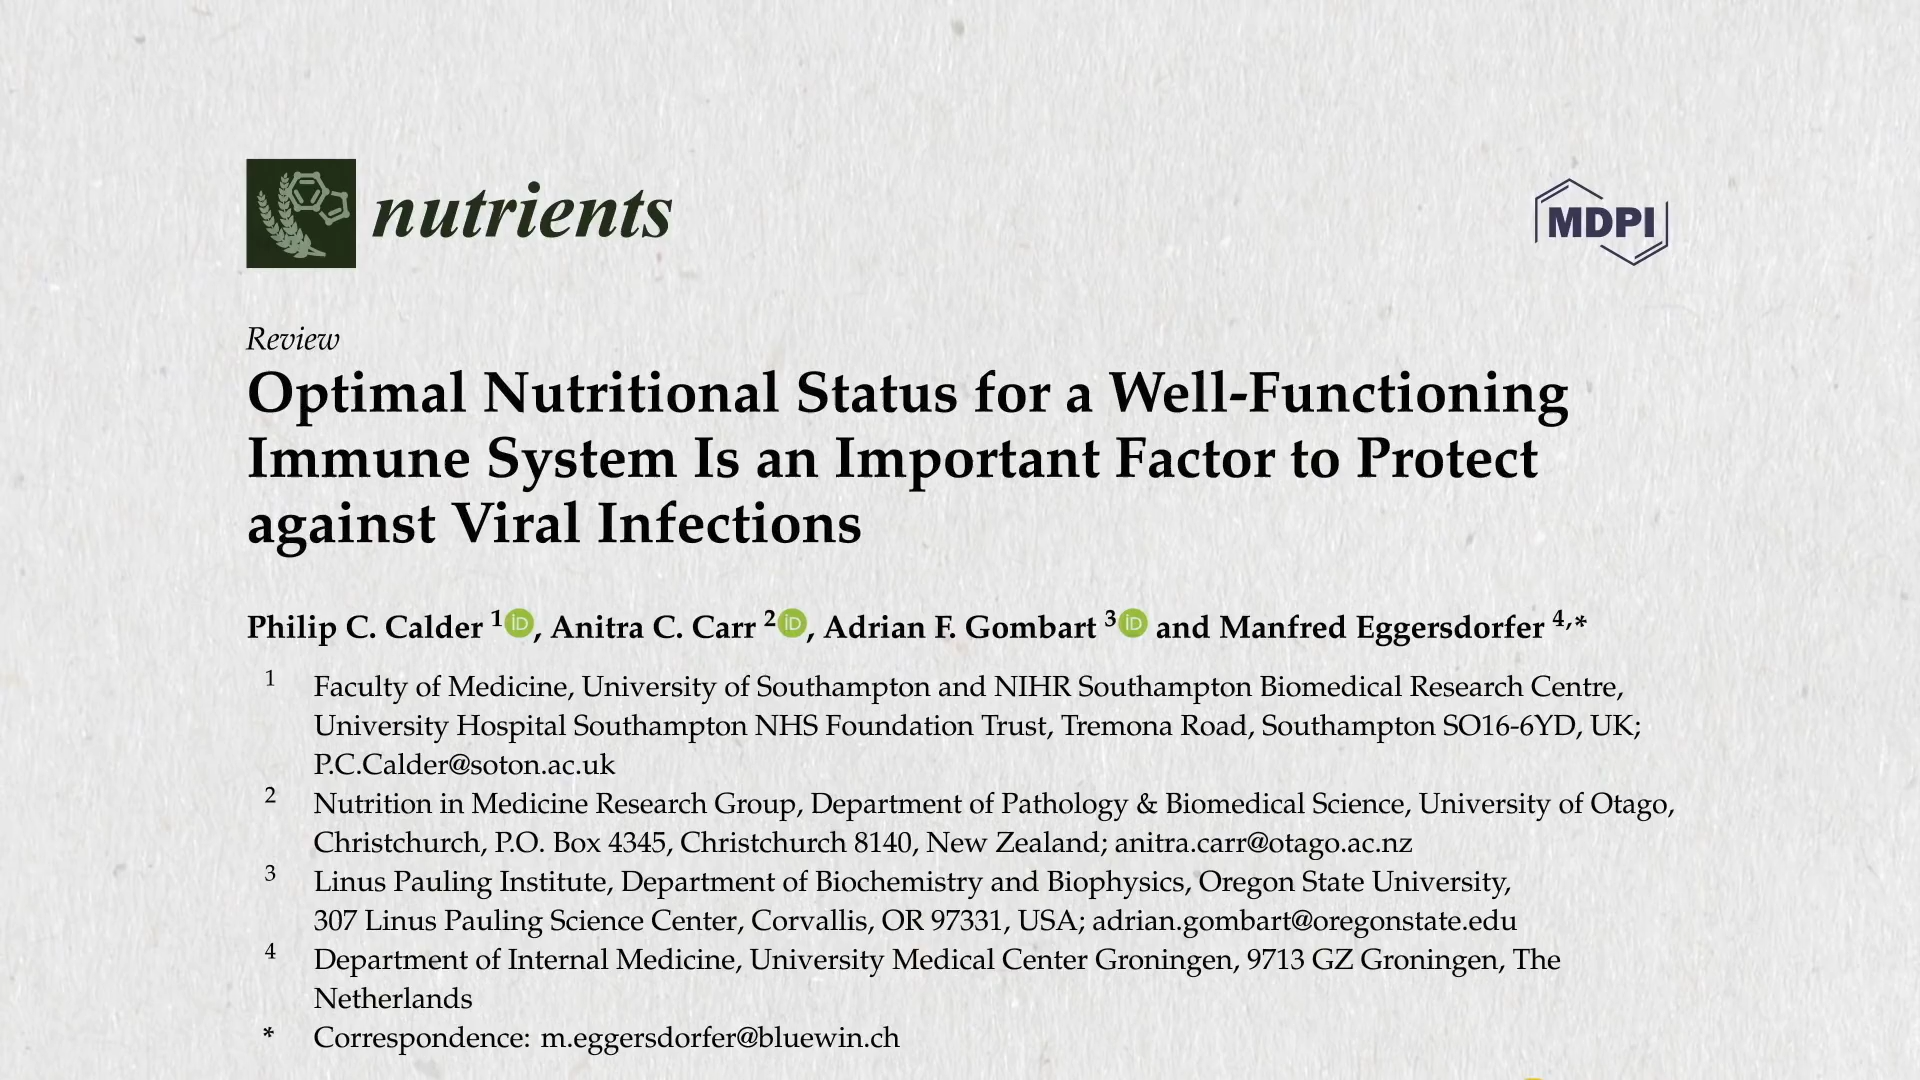 nutrients
MDPI
Review
Optimal Nutritional Status for a Well-Functioning
Immune System Is an Important Factor to Protect
against Viral Infections
Philip C. Calder 1 iD, Anitra C. Carr 2 iD, Adrian F. Gombart 3 iD and Manfred Eggersdorfer 4,*
1 Faculty of Medicine, University of Southampton and NIHR Southampton Biomedical Research Centre,
University Hospital Southampton NHS Foundation Trust, Tremona Road, Southampton SO16-6YD, UK;
P.C.Calder@soton.ac.uk
2 Nutrition in Medicine Research Group, Department of Pathology & Biomedical Science, University of Otago,
Christchurch, P.O. Box 4345, Christchurch 8140, New Zealand; anitra.carr@otago.ac.nz
3 Linus Pauling Institute, Department of Biochemistry and Biophysics, Oregon State University,
307 Linus Pauling Science Center, Corvallis, OR 97331, USA; adrian.gombart@oregonstate.edu
4 Department of Internal Medicine, University Medical Center Groningen, 9713 GZ Groningen, The
Netherlands
* Correspondence: m.eggersdorfer@bluewin.ch